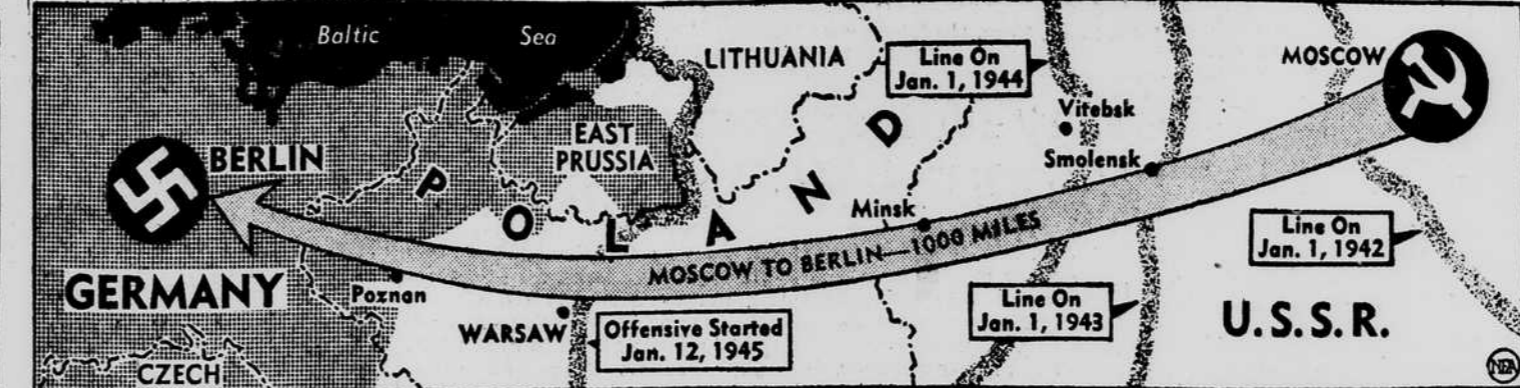 Baltic Sea
LITHUANIA
Line On
Jan. 1, 1944
MOSCOW
Vitebsk
Smolensk
BERLIN
EAST
PRUSSIA
POLAND
Minsk
MOSCOW TO BERLIN—1000 MILES
Line On
Jan. 1, 1942
GERMANY
Poznan
Line On
Jan. 1, 1943
U.S.S.R.
WARSAW
Offensive Started
Jan. 12, 1945
CZECH
NEA